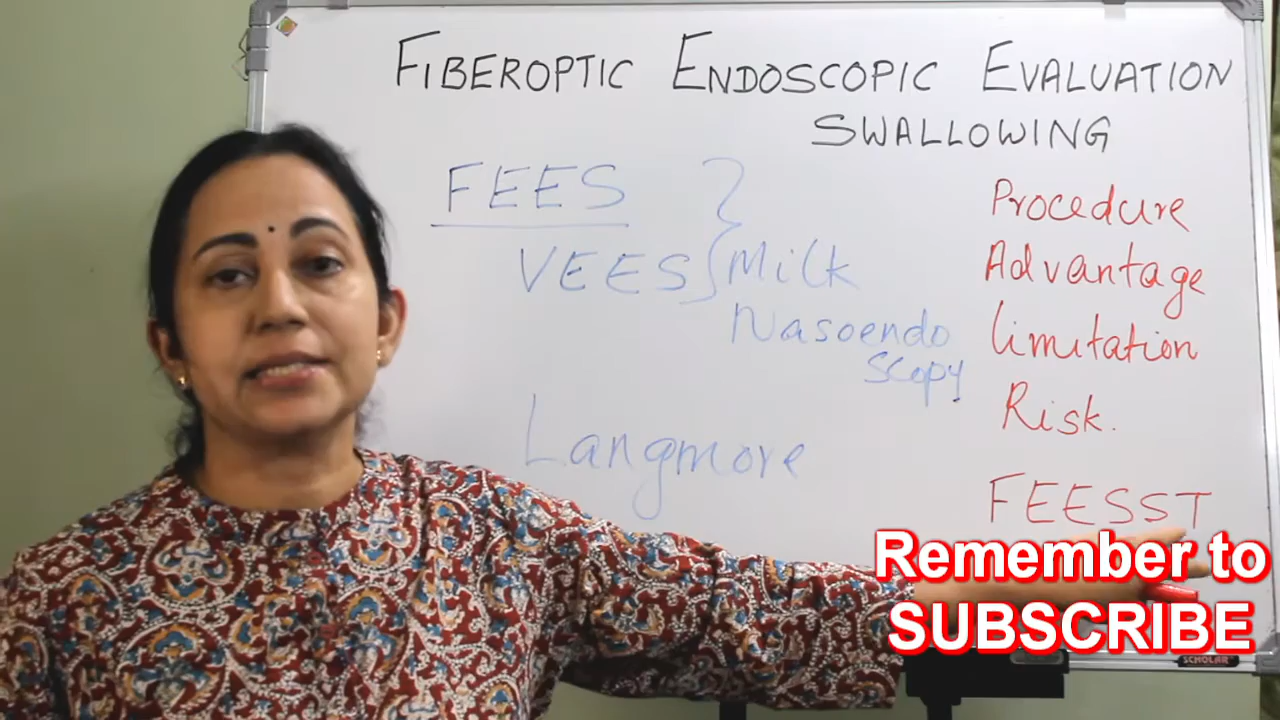 FIBEROPTIC ENDOSCOPIC EVALUATION
SWALLOWING
FEES
VEES } Milk
Nasoendo
scopy
Langmore
Procedure
Advantage
Limitation
Risk.
FEESST
Remember to
SUBSCRIBE
SCHOLAR